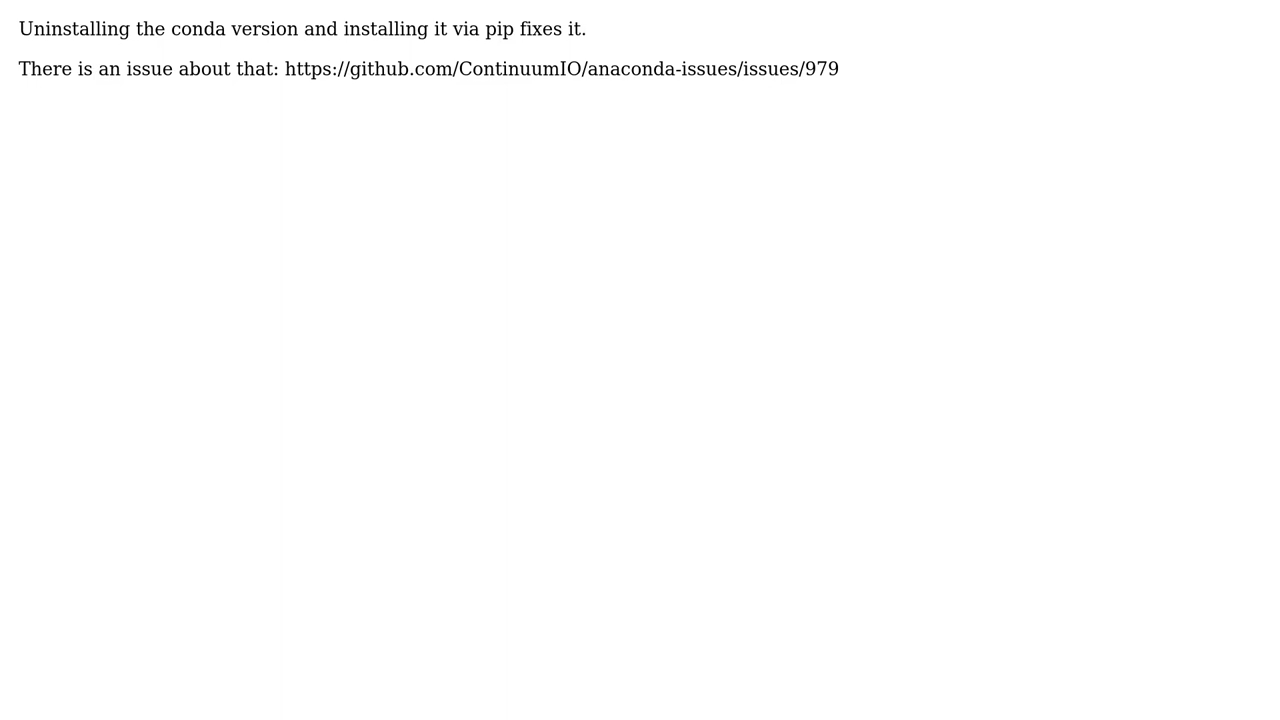 Uninstalling the conda version and installing it via pip fixes it.
There is an issue about that: https://github.com/ContinuumIO/anaconda-issues/issues/979